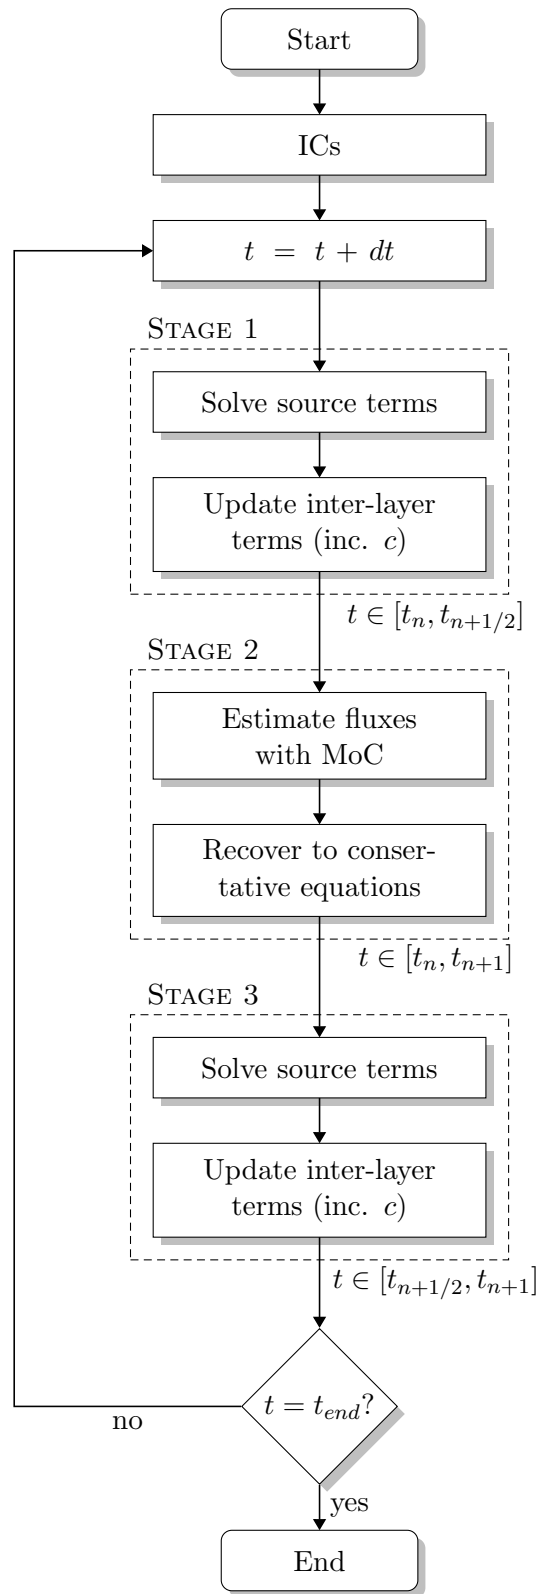 Start
ICs
t = t + dt
STAGE 1
Solve source terms
Update inter-layer
terms (inc. c)
t ∈ [t_n, t_{n+1/2}]
STAGE 2
Estimate fluxes
with MoC
Recover to conser-
tative equations
t ∈ [t_n, t_{n+1}]
STAGE 3
Solve source terms
Update inter-layer
terms (inc. c)
t ∈ [t_{n+1/2}, t_{n+1}]
t = t_{end}?
no
yes
End